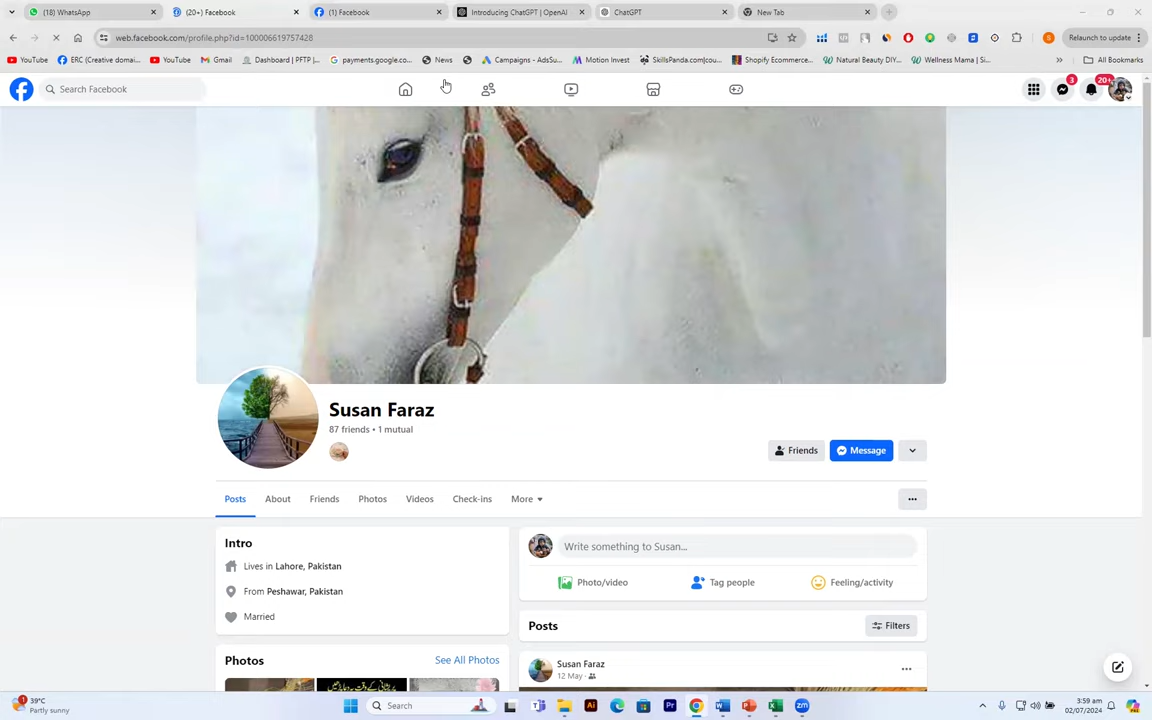 (18) WhatsApp
(20+) Facebook
(1) Facebook
Introducing ChatGPT | OpenAI
ChatGPT
New Tab
web.facebook.com/profile.php?id=100006619757428
Relaunch to update
YouTube
ERC (Creative domai...
YouTube
Gmail
Dashboard | PFTP |...
payments.google.co...
News
Campaigns - AdsSu...
Motion Invest
SkillsPanda.com|cou...
Shopify Ecommerce...
Natural Beauty DIY...
Wellness Mama | Si...
All Bookmarks
Search Facebook
3
20+
Susan Faraz
87 friends • 1 mutual
Friends
Message
Posts
About
Friends
Photos
Videos
Check-ins
More
Intro
Lives in Lahore, Pakistan
From Peshawar, Pakistan
Married
Write something to Susan...
Photo/video
Tag people
Feeling/activity
Posts
Filters
Photos
See All Photos
Susan Faraz
12 May
39°C
Partly sunny
Search
3:59 am
02/07/2024